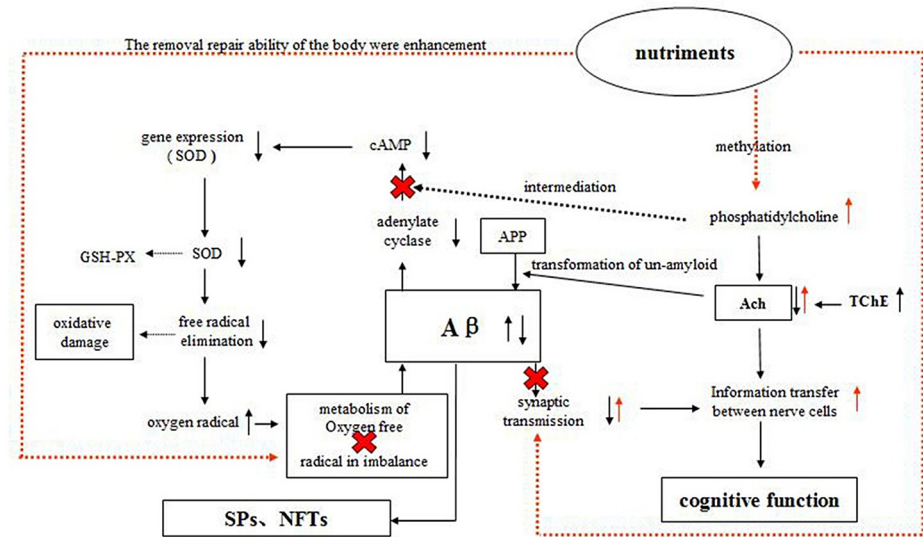 The removal repair ability of the body were enhancement
nutriments
gene expression
( SOD )
cAMP
methylation
intermediation
phosphatidylcholine
adenylate
cyclase
APP
GSH-PX
SOD
transformation of un-amyloid
Ach
TChE
oxidative
damage
free radical
elimination
Aβ
synaptic
transmission
Information transfer
between nerve cells
oxygen radical
metabolism of
Oxygen free
radical in imbalance
cognitive function
SPs、NFTs